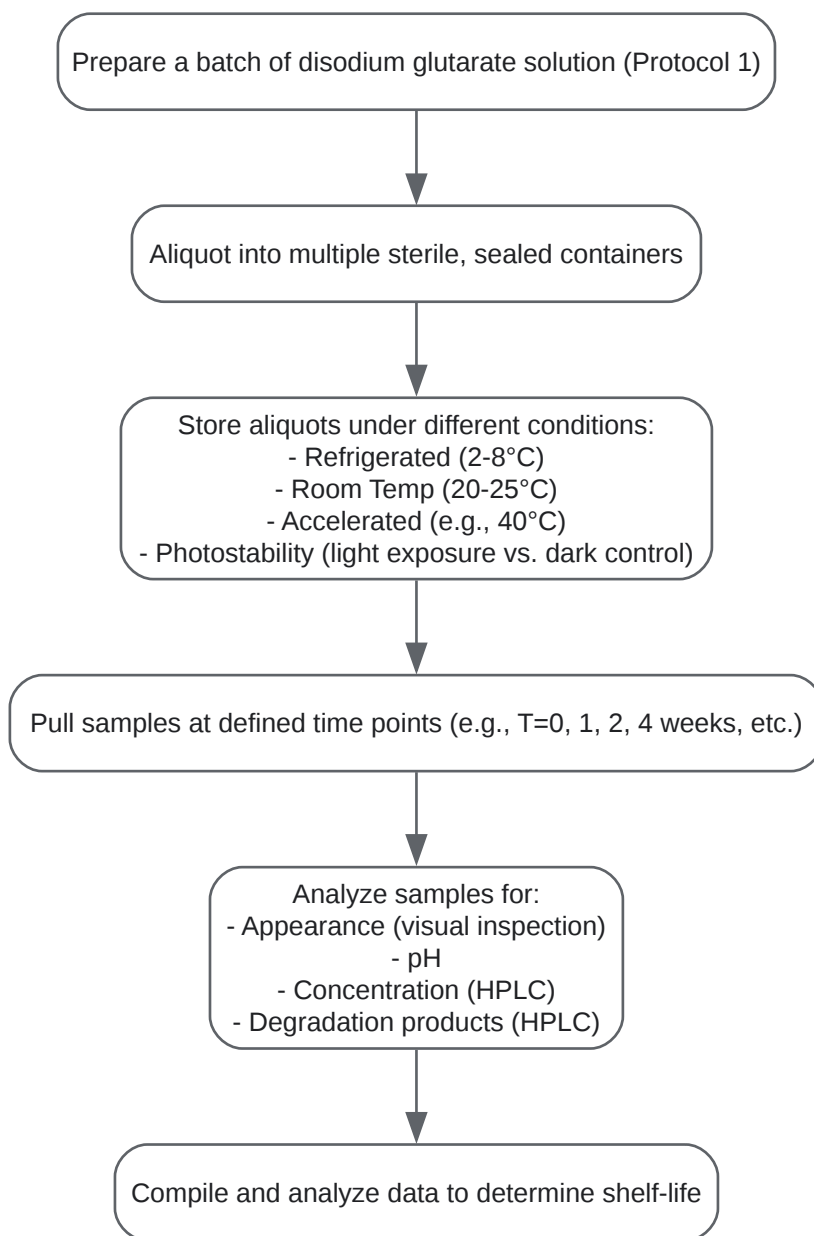 Prepare a batch of disodium glutarate solution (Protocol 1)
Aliquot into multiple sterile, sealed containers
Store aliquots under different conditions:
- Refrigerated (2-8°C)
- Room Temp (20-25°C)
- Accelerated (e.g., 40°C)
- Photostability (light exposure vs. dark control)
Pull samples at defined time points (e.g., T=0, 1, 2, 4 weeks, etc.)
Analyze samples for:
- Appearance (visual inspection)
- pH
- Concentration (HPLC)
- Degradation products (HPLC)
Compile and analyze data to determine shelf-life